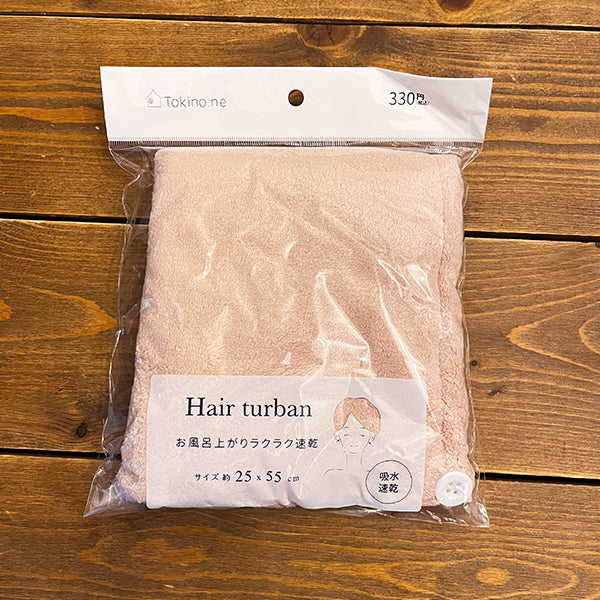 Tokino:ne
330円
(税込)
Hair turban
お風呂上がりラクラク速乾
サイズ 約 25 x 55 cm
吸水
速乾